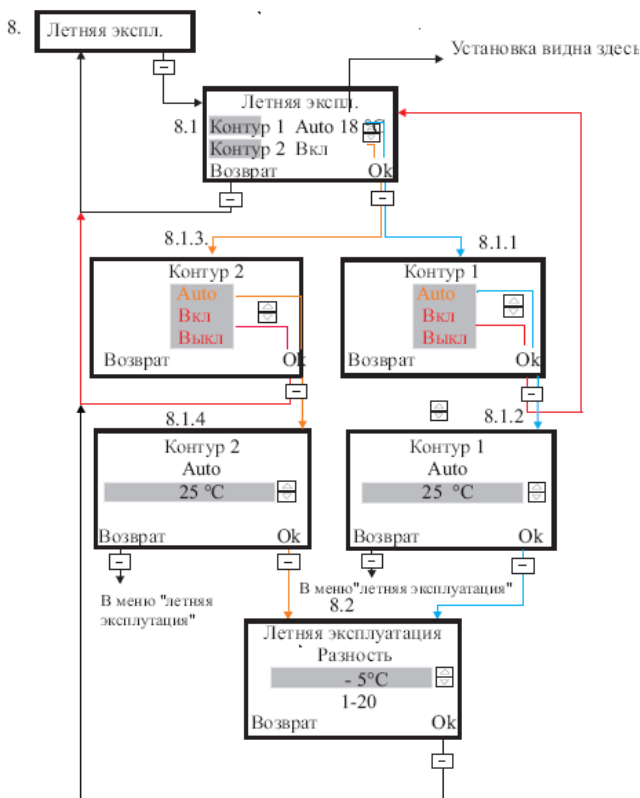 8. Летняя экспл.
Установка видна здесь
Летняя экспл.
8.1 Контур 1 Auto 18 °C
Контур 2 Вкл
Возврат Ok
8.1.3.
Контур 2
Auto
Вкл
Выкл
Возврат Ok
8.1.1
Контур 1
Auto
Вкл
Выкл
Возврат Ok
8.1.4
Контур 2
Auto
25 °C
Возврат Ok
В меню "летняя
эксплутация"
8.1.2
Контур 1
Auto
25 °C
Возврат Ok
В меню"летняя эксплуатация"
8.2
Летняя эксплуатация
Разность
- 5°C
1-20
Возврат Ok